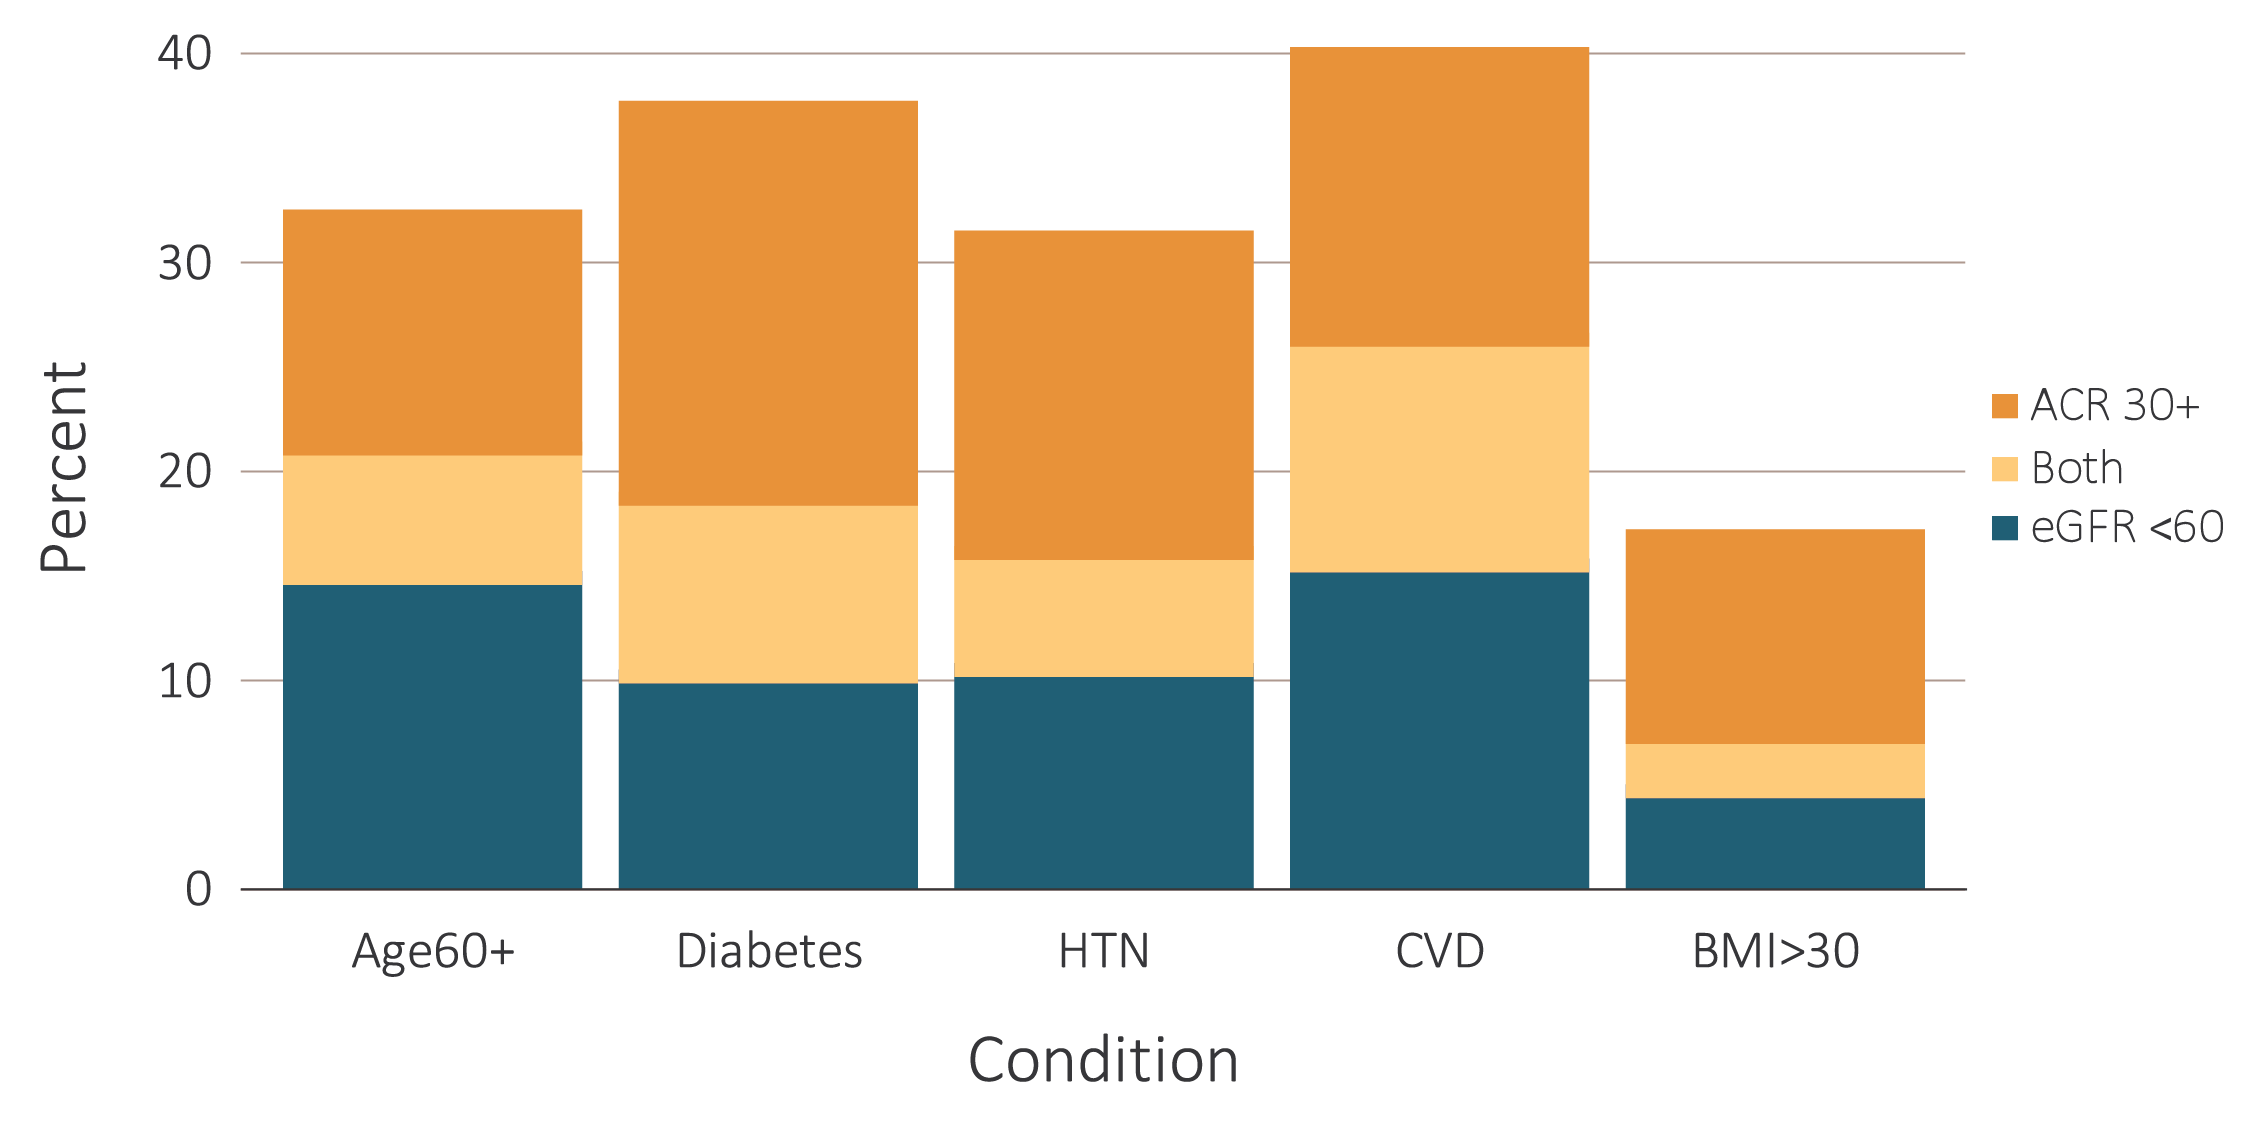 40
30
20
10
0
Percent
ACR 30+
Both
eGFR <60
Age60+
Diabetes
HTN
CVD
BMI>30
Condition